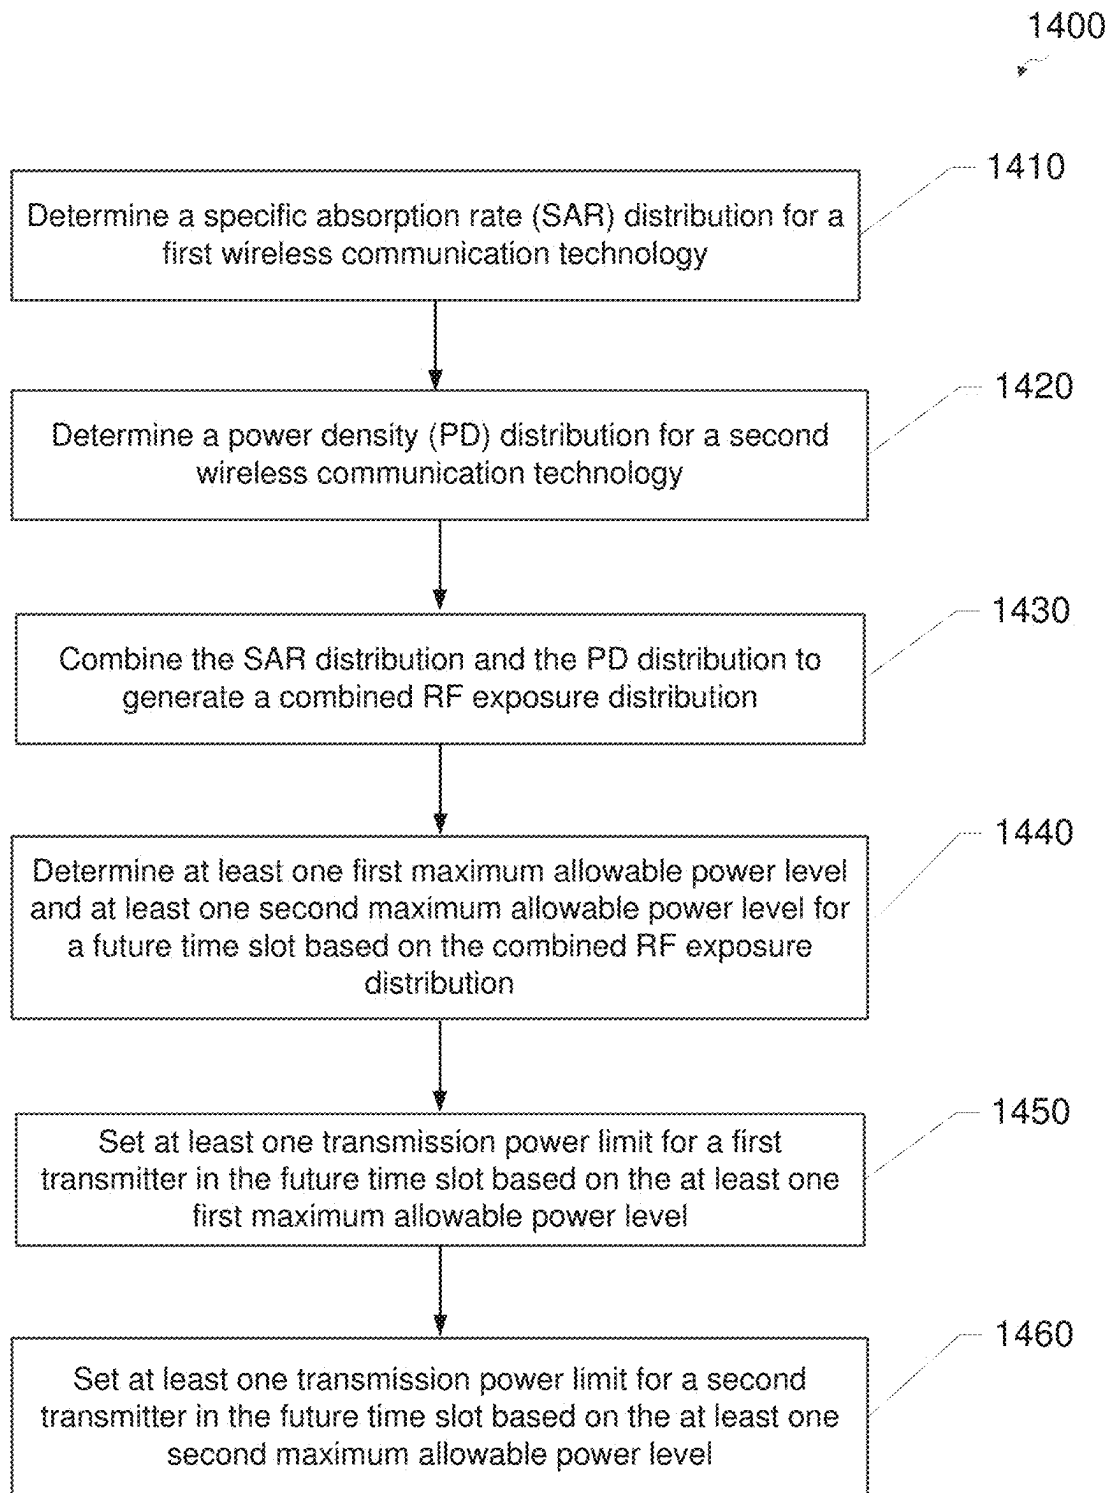 1400
1410
Determine a specific absorption rate (SAR) distribution for a
first wireless communication technology
1420
Determine a power density (PD) distribution for a second
wireless communication technology
1430
Combine the SAR distribution and the PD distribution to
generate a combined RF exposure distribution
1440
Determine at least one first maximum allowable power level
and at least one second maximum allowable power level for
a future time slot based on the combined RF exposure
distribution
1450
Set at least one transmission power limit for a first
transmitter in the future time slot based on the at least one
first maximum allowable power level
1460
Set at least one transmission power limit for a second
transmitter in the future time slot based on the at least one
second maximum allowable power level